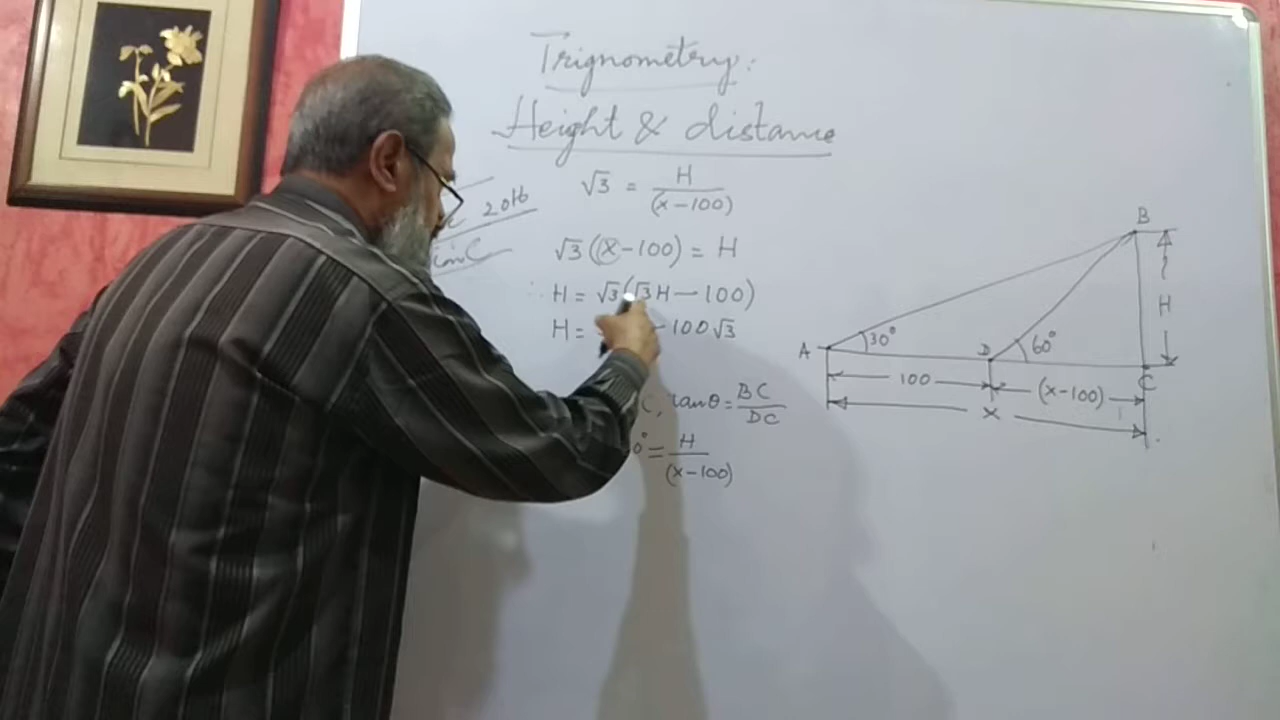 Trignometry:
Height & distance
2016
√3 = H/(x-100)
√3(x-100) = H
H = √3(√3H-100)
H = - 100√3
C, tanθ = BC/DC
0° = H/(x-100)
B
H
A 30° D 60° C
100 (x-100)
x